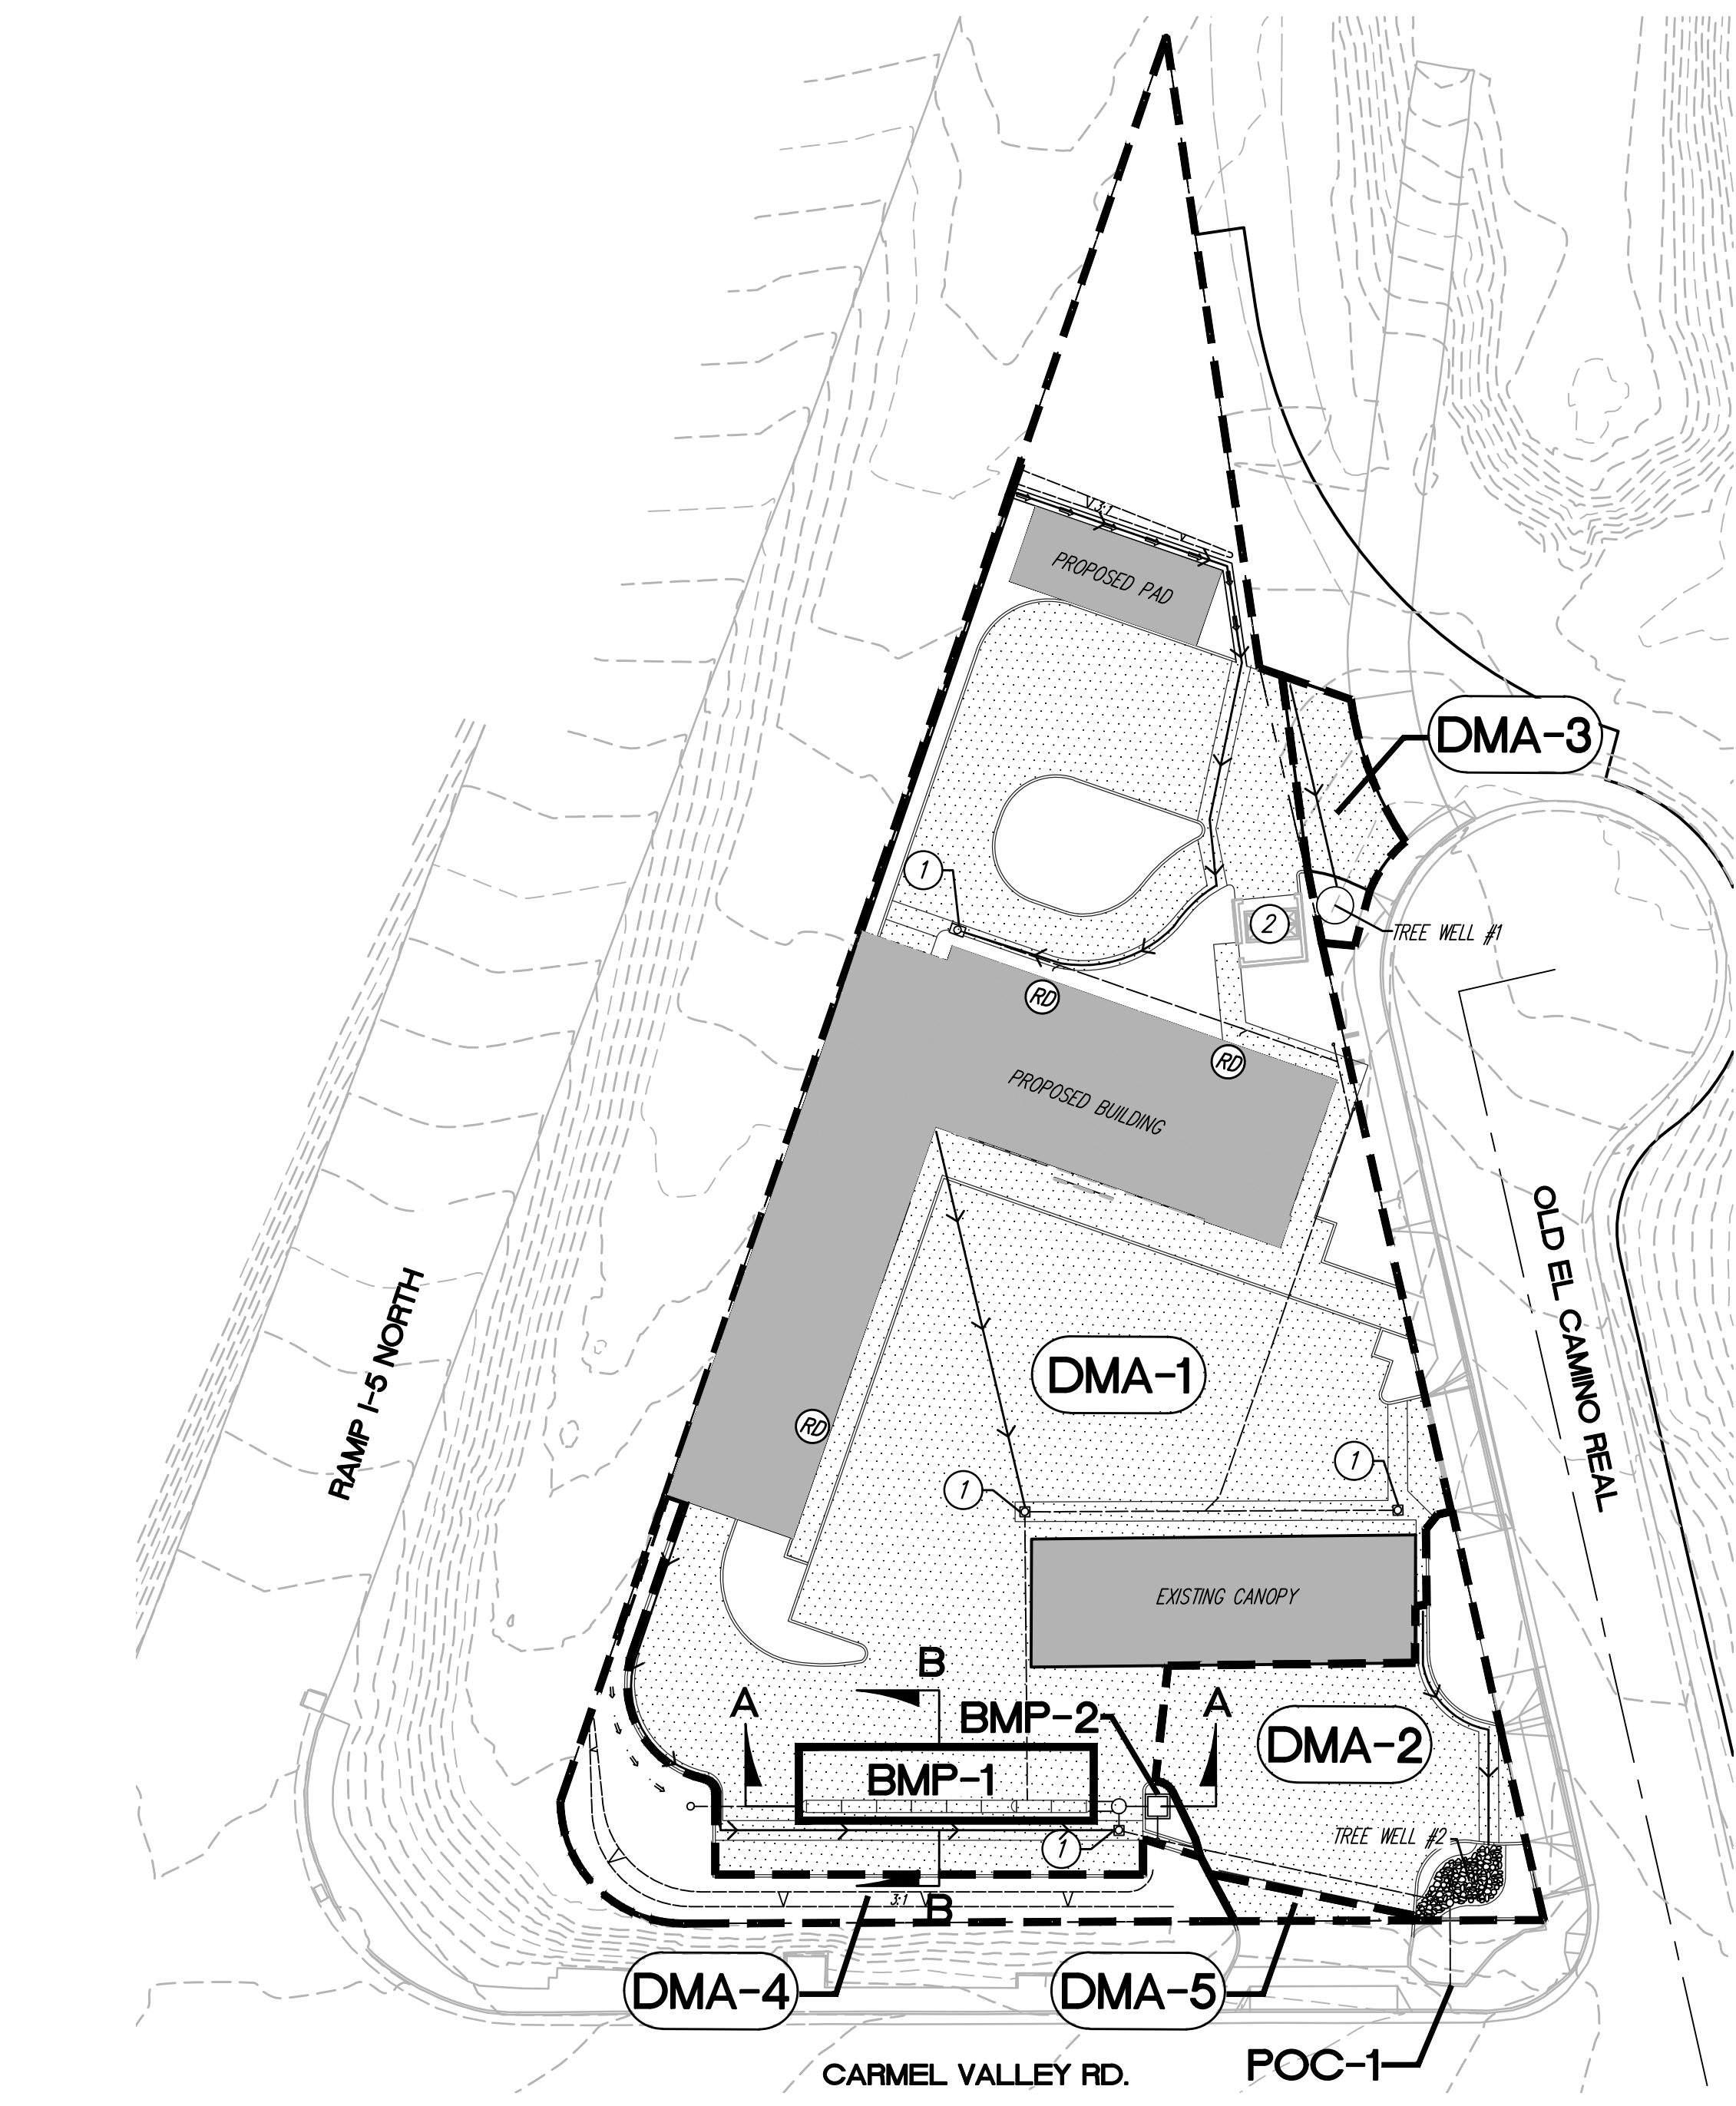 3:1
PROPOSED PAD
DMA-3
1
2
TREE WELL #1
RD
RD
PROPOSED BUILDING
OLD EL CAMINO REAL
RAMP I-5 NORTH
DMA-1
RD
1
1
EXISTING CANOPY
B
A
BMP-2
A
DMA-2
BMP-1
TREE WELL #2
1
3:1
B
DMA-4
DMA-5
POC-1
CARMEL VALLEY RD.